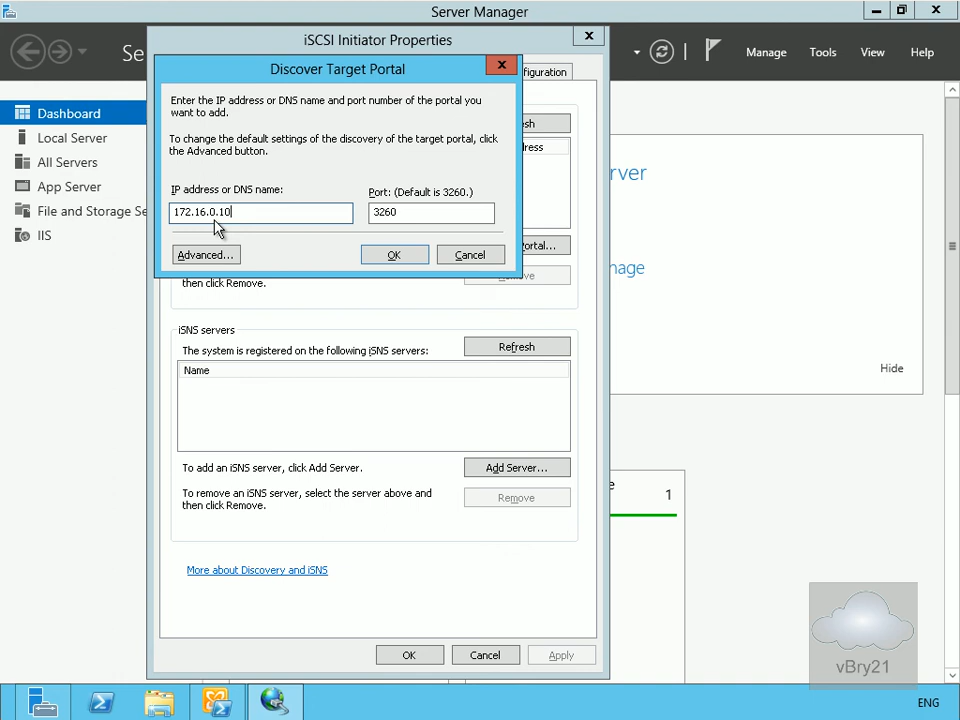 Server Manager
iSCSI Initiator Properties
Se
Manage
Tools
View
Help
Discover Target Portal
figuration
Enter the IP address or DNS name and port number of the portal you
want to add.
To change the default settings of the discovery of the target portal, click
the Advanced button.
IP address or DNS name:
Port: (Default is 3260.)
172.16.0.10
3260
Advanced...
OK
Cancel
sh
ress
Portal...
then click Remove.
Dashboard
Local Server
All Servers
App Server
File and Storage Se
IIS
rver
nage
Hide
iSNS servers
The system is registered on the following iSNS servers:
Refresh
Name
To add an iSNS server, click Add Server.
Add Server...
To remove an iSNS server, select the server above and
then click Remove.
Remove
More about Discovery and iSNS
OK
Cancel
Apply
e
1
vBry21
ENG